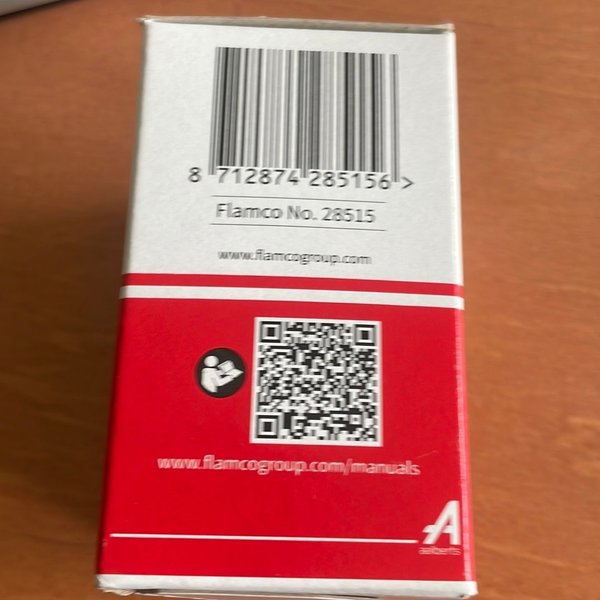 8 712874 285156 >
Flamco No. 28515
www.flamcogroup.com
www.flamcogroup.com/manuals
A
aalberts